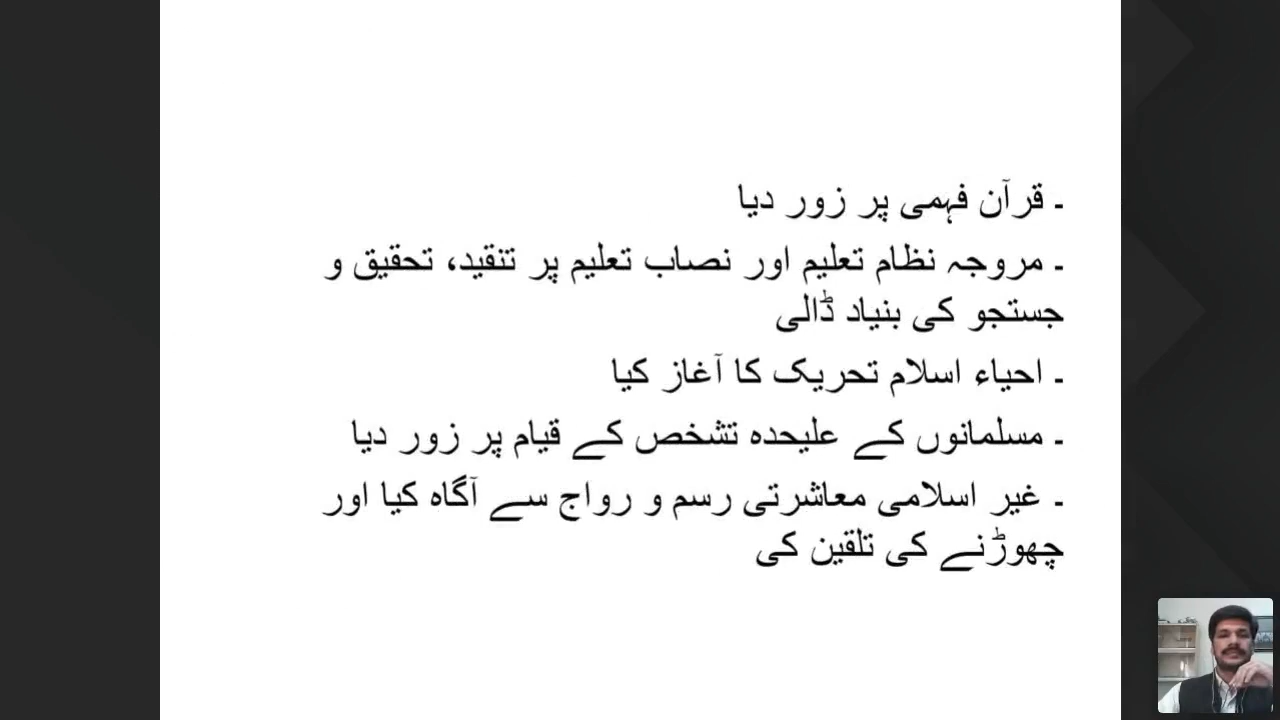 ۔ قرآن فہمی پر زور دیا
۔ مروجہ نظام تعلیم اور نصاب تعلیم پر تنقید، تحقیق و
جستجو کی بنیاد ڈالی
۔ احیاء اسلام تحریک کا آغاز کیا
۔ مسلمانوں کے علیحدہ تشخص کے قیام پر زور دیا
۔ غیر اسلامی معاشرتی رسم و رواج سے آگاہ کیا اور
چھوڑنے کی تلقین کی